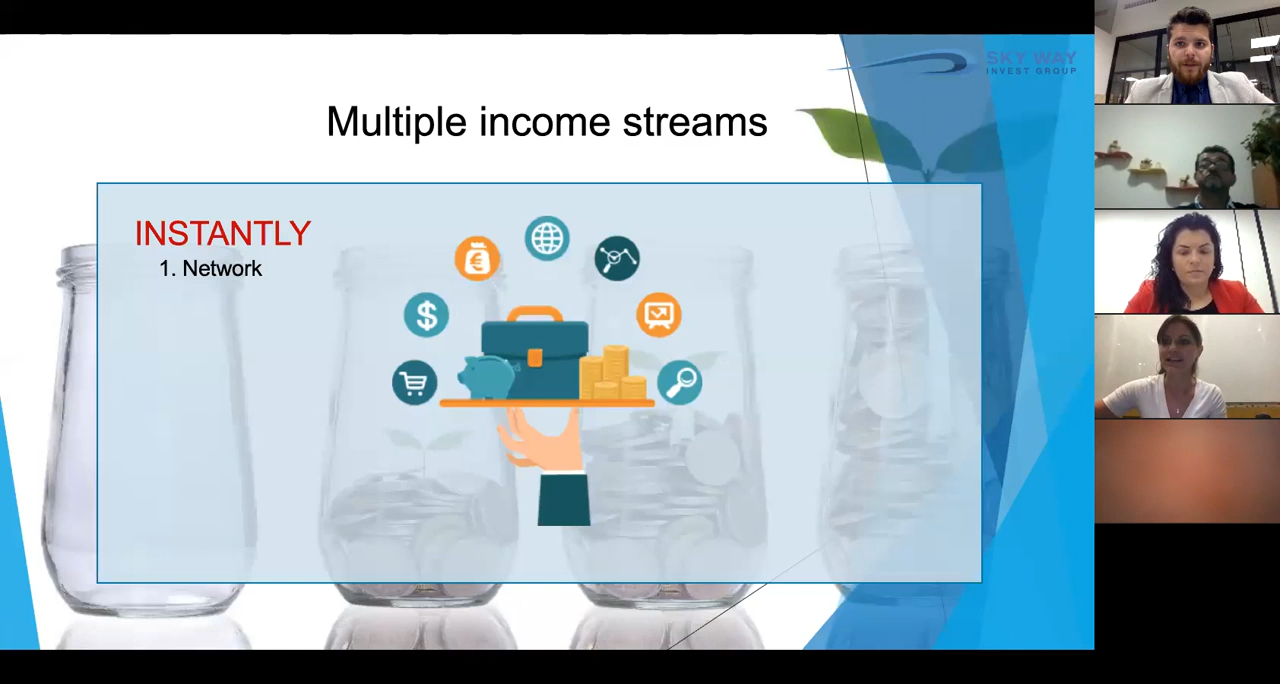 SKY WAY
INVEST GROUP
Multiple income streams
INSTANTLY
1. Network
$
€